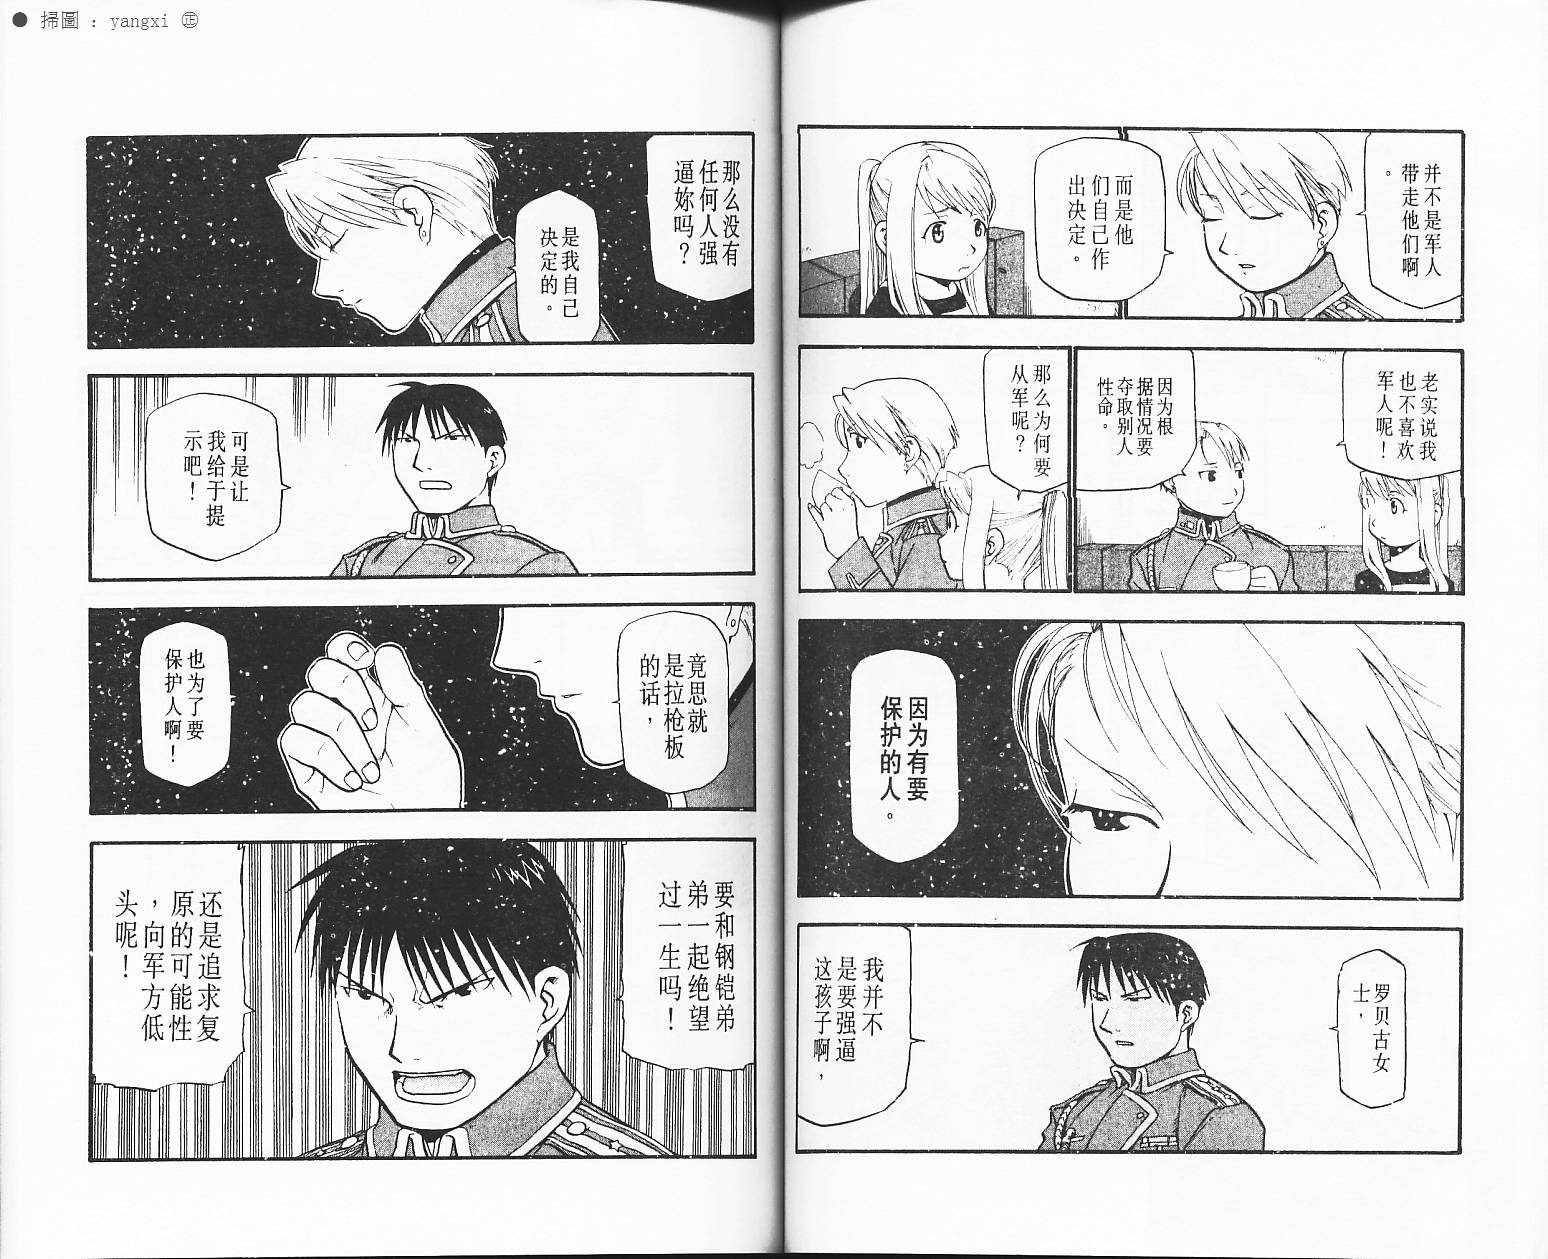 ● 掃圖 : yangxi ㊣
并不是军人
带走他们啊
。
而是他
们自己作
出决定。
老实说我
也不喜欢
军人呢！
因为根
据情况要
夺取别人
性命。
那么为何要
从军呢？
因为有要
保护的人。
罗贝古女
士，
我并不
是要强逼
这孩子啊，
那么没有
任何人强
逼妳吗？
是我自己
决定的。
可是让
我给于提
示吧！
竟思就
是拉枪板
的话，
也为了要
保护人啊！
要和钢铠弟
弟一起绝望
过一生吗！
还是追求复
原的可能性
，向军方低
头呢！